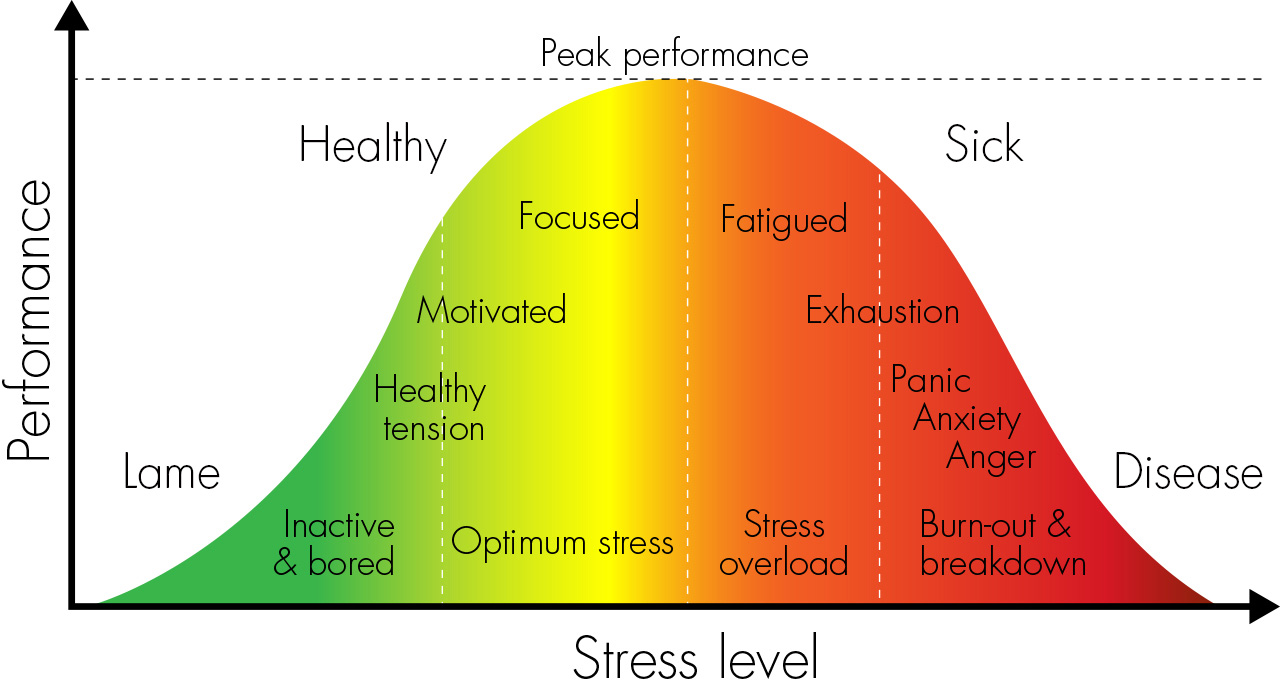 Peak performance
Healthy
Sick
Performance
Focused
Fatigued
Motivated
Exhaustion
Healthy
tension
Panic
Anxiety
Anger
Lame
Disease
Inactive
& bored
Optimum stress
Stress
overload
Burn-out &
breakdown
Stress level